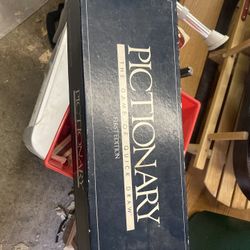 PICTIONARY
THE GAME OF QUICK DRAW
FIRST EDITION
PICTIONARY